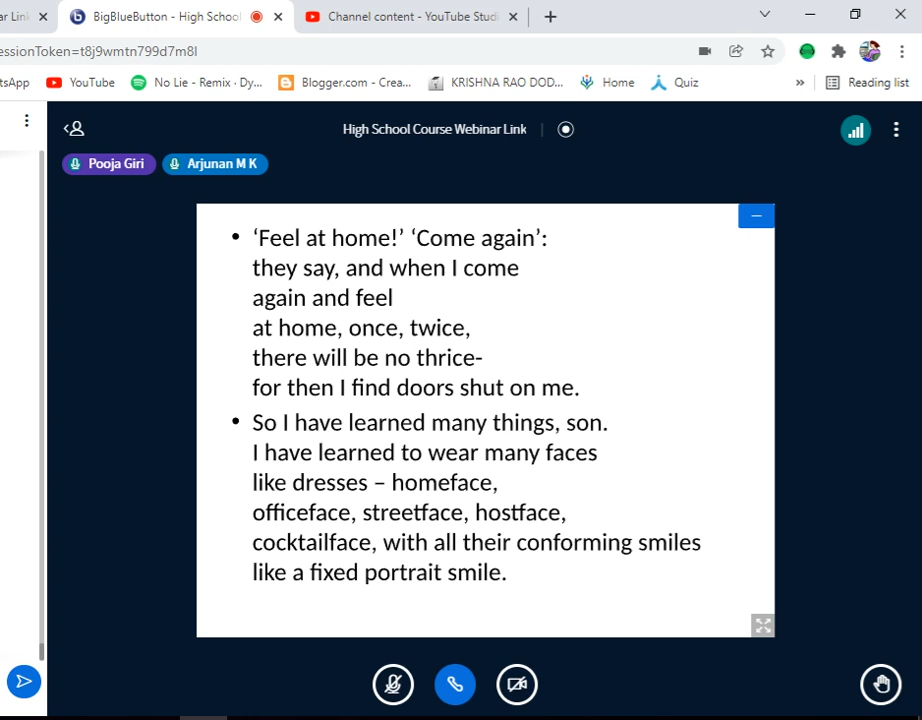 ar Lin
BigBlueButton - High School
Channel content - YouTube Studi
essionToken=t8j9wmtn799d7m8l
tsApp
YouTube
No Lie - Remix · Dy...
Blogger.com - Crea...
KRISHNA RAO DOD...
Home
Quiz
»
Reading list
High School Course Webinar Link
Pooja Giri
Arjunan M K
• ‘Feel at home!’ ‘Come again’:
they say, and when I come
again and feel
at home, once, twice,
there will be no thrice-
for then I find doors shut on me.
• So I have learned many things, son.
I have learned to wear many faces
like dresses – homeface,
officeface, streetface, hostface,
cocktailface, with all their conforming smiles
like a fixed portrait smile.